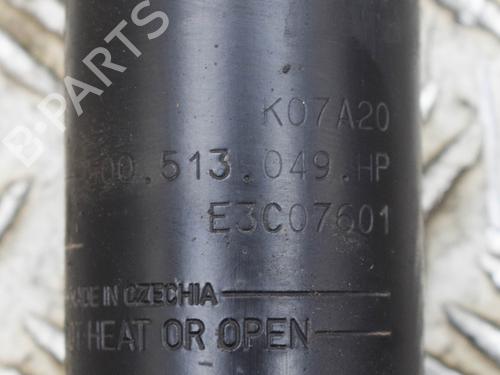 B-PARTS
K07A20
00.513.049.HP
E3C07601
MADE IN CZECHIA
HEAT OR OPEN